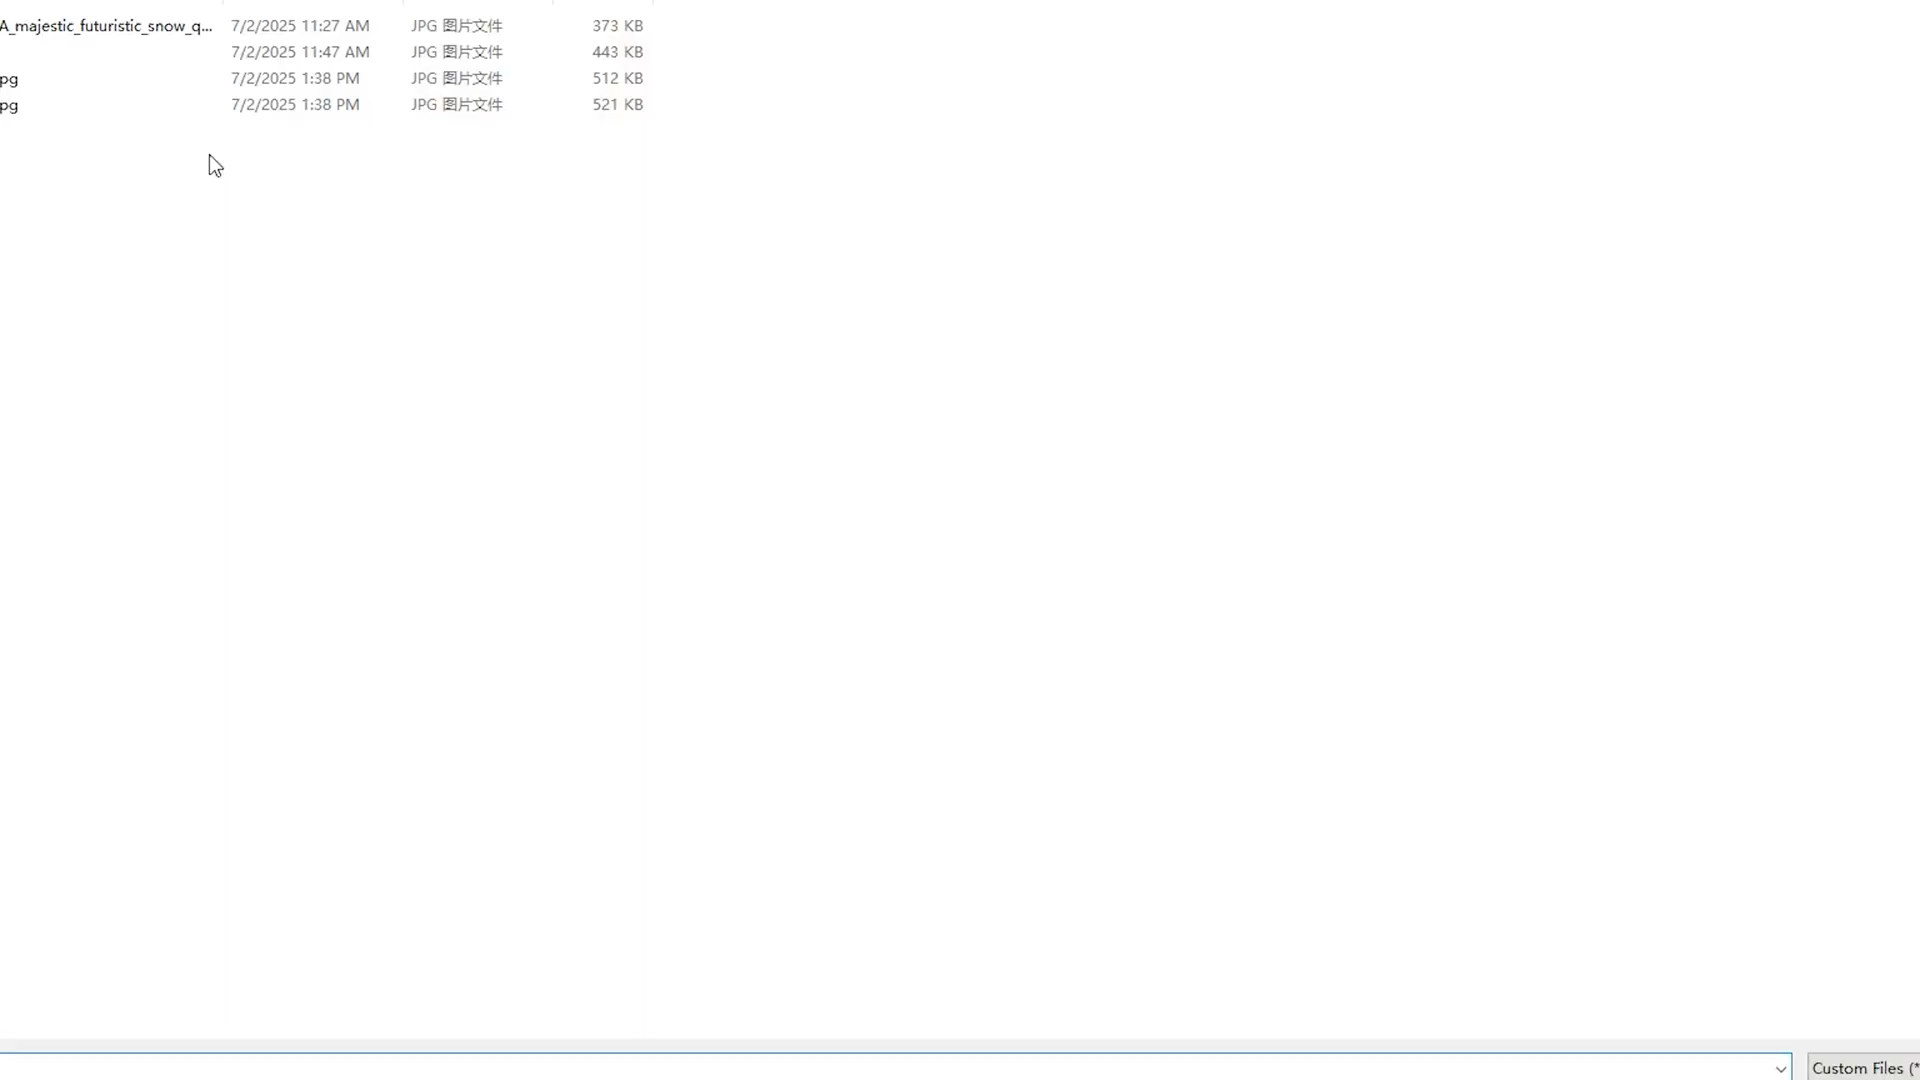 A_majestic_futuristic_snow_q... 7/2/2025 11:27 AM JPG 图片文件 373 KB
7/2/2025 11:47 AM JPG 图片文件 443 KB
pg 7/2/2025 1:38 PM JPG 图片文件 512 KB
pg 7/2/2025 1:38 PM JPG 图片文件 521 KB
Custom Files (*